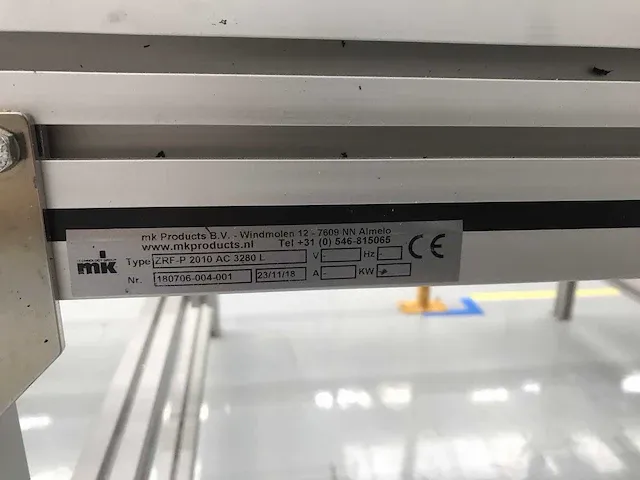 mk Products B.V. - Windmolen 12 - 7609 NN Almelo
www.mkproducts.nl Tel +31 (0) 546-815065
mk Type ZRF-P 2010 AC 3280 L V - Hz - CE
Nr. 180706-004-001 23/11/18 A - KW -